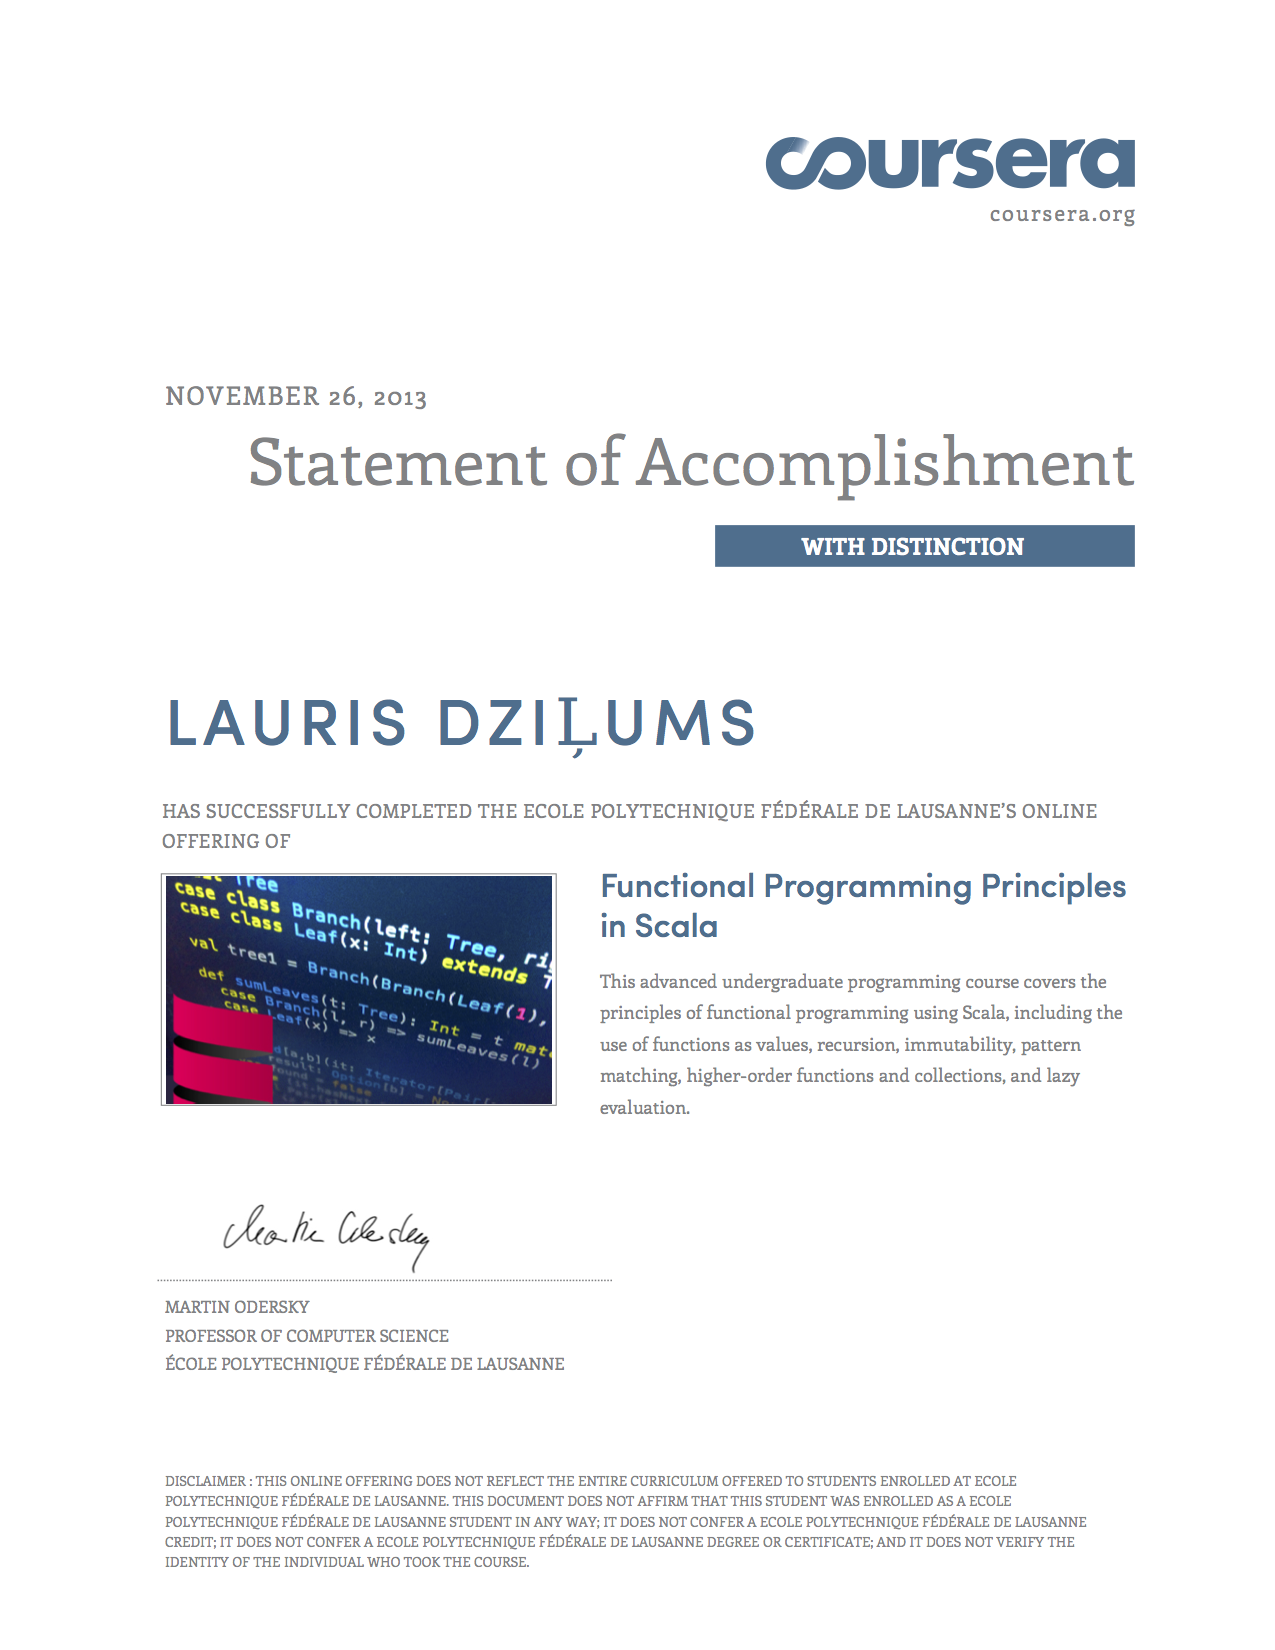 coursera
coursera.org
NOVEMBER 26, 2013
Statement of Accomplishment
WITH DISTINCTION
LAURIS DZIĻUMS
HAS SUCCESSFULLY COMPLETED THE ECOLE POLYTECHNIQUE FÉDÉRALE DE LAUSANNE'S ONLINE
OFFERING OF
Tree
case class Branch(left: Tree,
case class Leaf(x: Int) extends
val tree1 = Branch(Branch(Leaf(1),
def sumLeaves(t: Tree): Int = t
case Branch(l, r) => sumLeaves(l)
case Leaf(x) => x
Functional Programming Principles
in Scala
This advanced undergraduate programming course covers the
principles of functional programming using Scala, including the
use of functions as values, recursion, immutability, pattern
matching, higher-order functions and collections, and lazy
evaluation.
Martin Odersky
MARTIN ODERSKY
PROFESSOR OF COMPUTER SCIENCE
ÉCOLE POLYTECHNIQUE FÉDÉRALE DE LAUSANNE
DISCLAIMER : THIS ONLINE OFFERING DOES NOT REFLECT THE ENTIRE CURRICULUM OFFERED TO STUDENTS ENROLLED AT ECOLE
POLYTECHNIQUE FÉDÉRALE DE LAUSANNE. THIS DOCUMENT DOES NOT AFFIRM THAT THIS STUDENT WAS ENROLLED AS A ECOLE
POLYTECHNIQUE FÉDÉRALE DE LAUSANNE STUDENT IN ANY WAY; IT DOES NOT CONFER A ECOLE POLYTECHNIQUE FÉDÉRALE DE LAUSANNE
CREDIT; IT DOES NOT CONFER A ECOLE POLYTECHNIQUE FÉDÉRALE DE LAUSANNE DEGREE OR CERTIFICATE; AND IT DOES NOT VERIFY THE
IDENTITY OF THE INDIVIDUAL WHO TOOK THE COURSE.